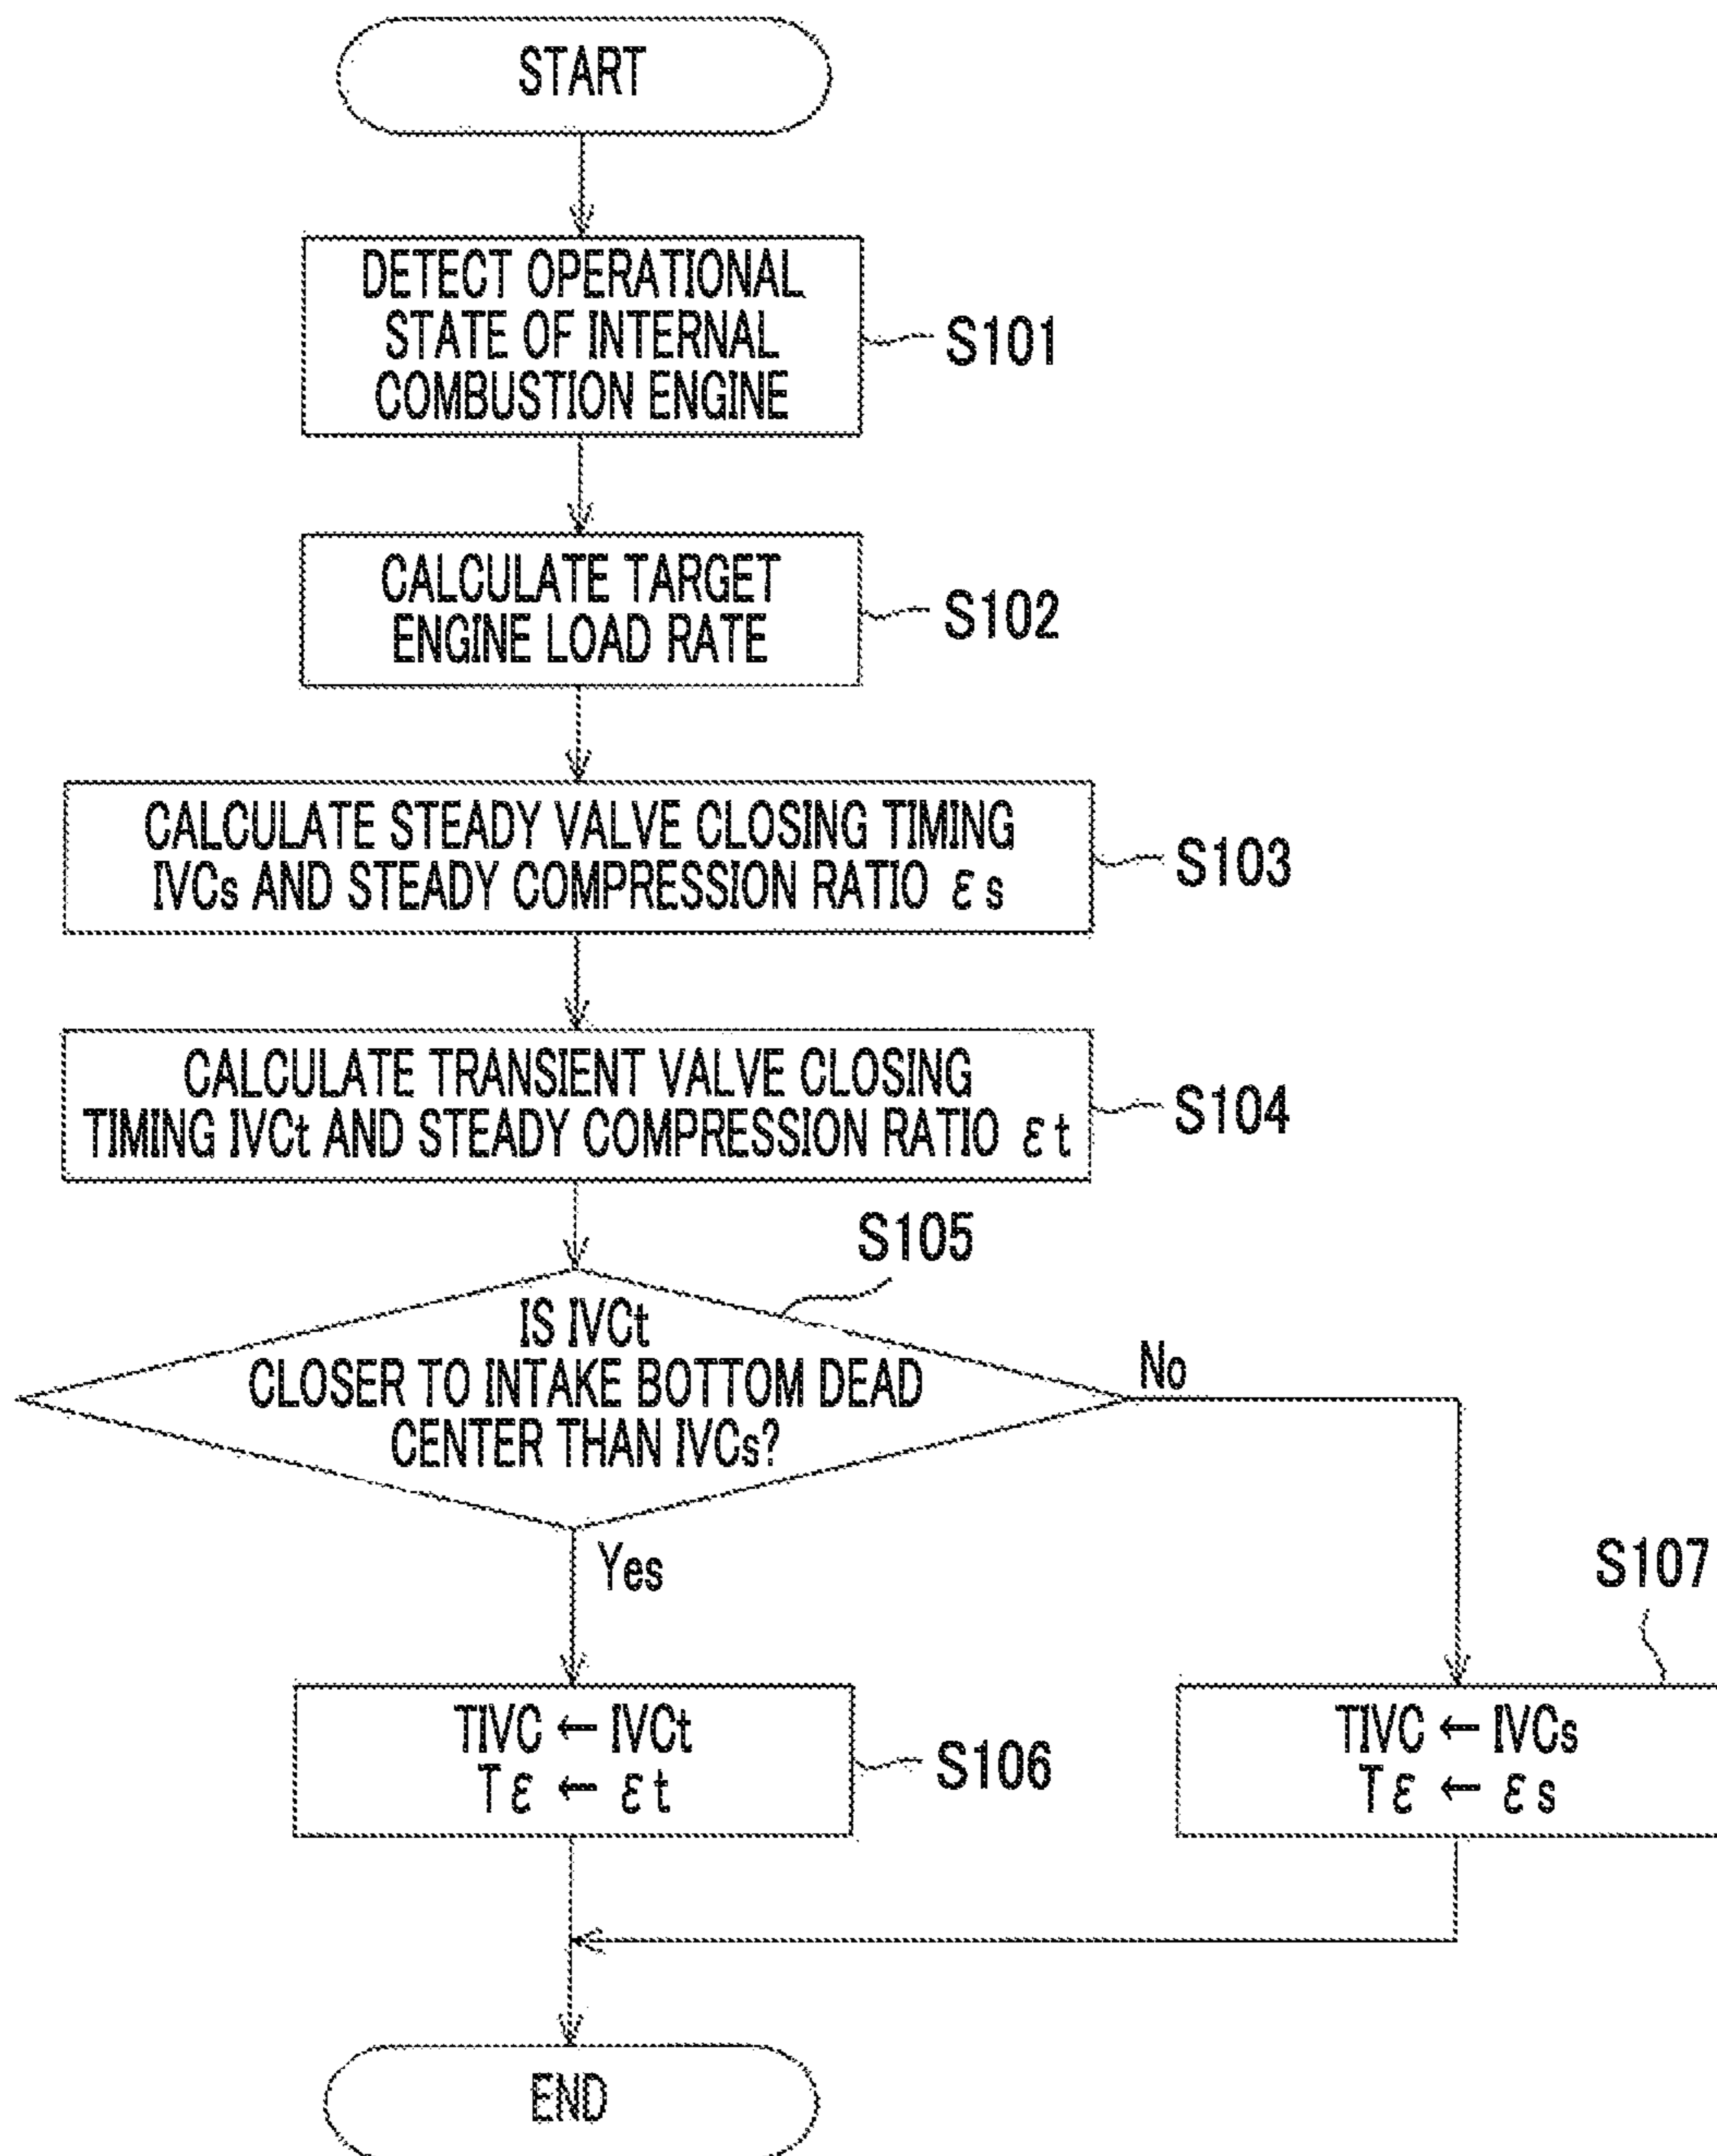 START
DETECT OPERATIONAL
STATE OF INTERNAL
COMBUSTION ENGINE
S101
CALCULATE TARGET
ENGINE LOAD RATE
S102
CALCULATE STEADY VALVE CLOSING TIMING
IVCs AND STEADY COMPRESSION RATIO εs
S103
CALCULATE TRANSIENT VALVE CLOSING
TIMING IVCt AND STEADY COMPRESSION RATIO εt
S104
S105
IS IVCt
CLOSER TO INTAKE BOTTOM DEAD
CENTER THAN IVCs?
No
Yes
S107
TIVC ← IVCt
Tε ← εt
S106
TIVC ← IVCs
Tε ← εs
END